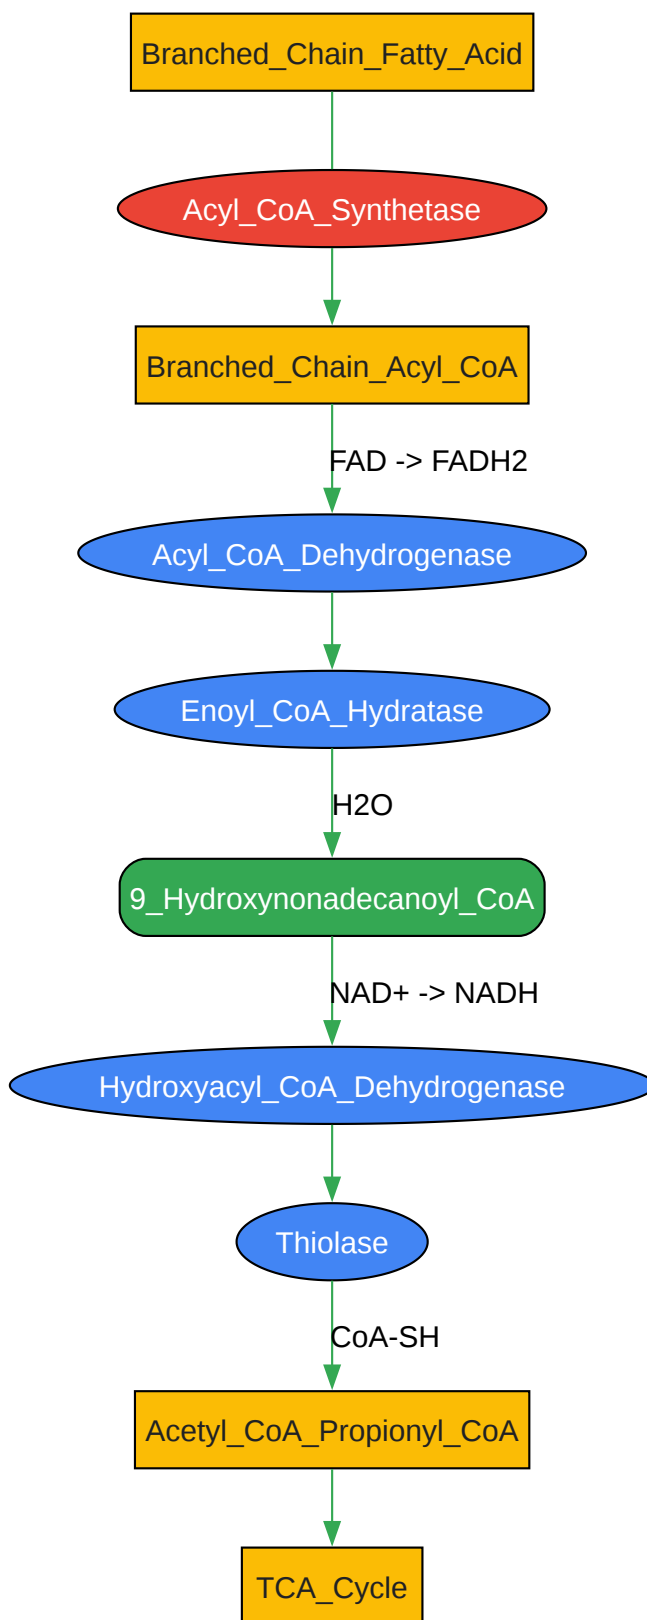 Branched_Chain_Fatty_Acid
Acyl_CoA_Synthetase
Branched_Chain_Acyl_CoA
FAD -> FADH2
Acyl_CoA_Dehydrogenase
Enoyl_CoA_Hydratase
H2O
9_Hydroxynonadecanoyl_CoA
NAD+ -> NADH
Hydroxyacyl_CoA_Dehydrogenase
Thiolase
CoA-SH
Acetyl_CoA_Propionyl_CoA
TCA_Cycle